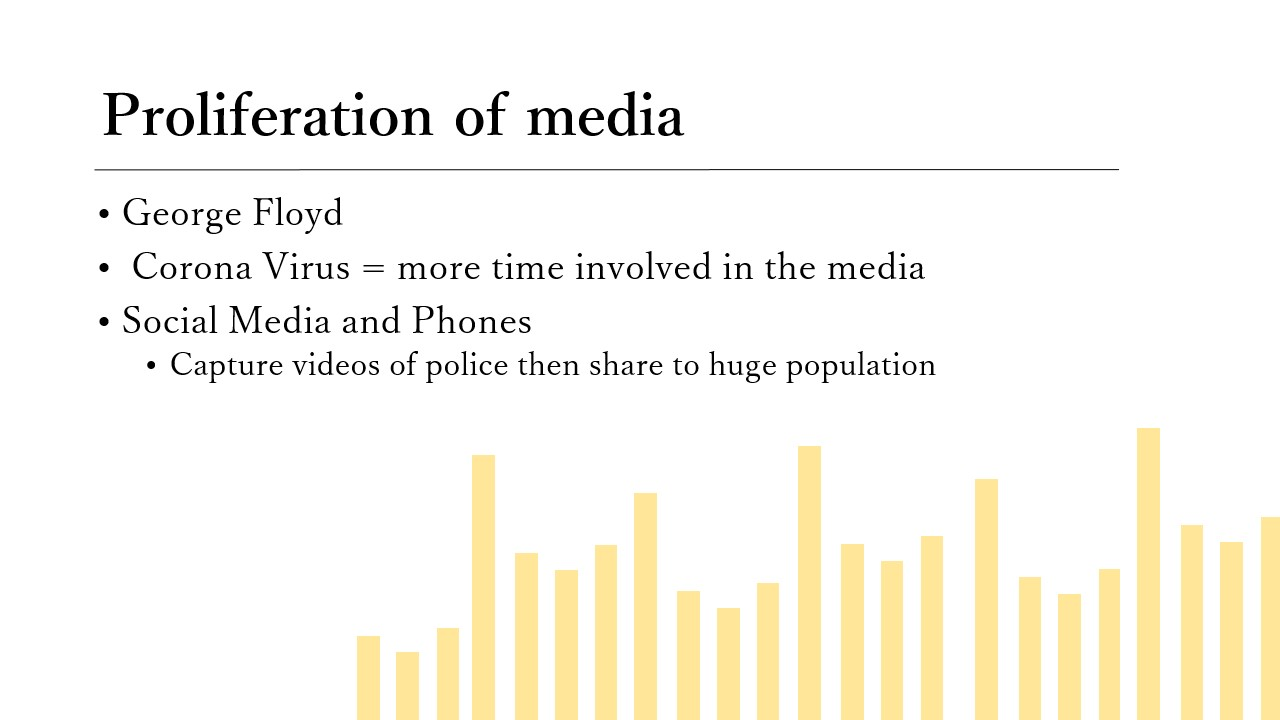 Proliferation of media
• George Floyd
• Corona Virus = more time involved in the media
• Social Media and Phones
• Capture videos of police then share to huge population